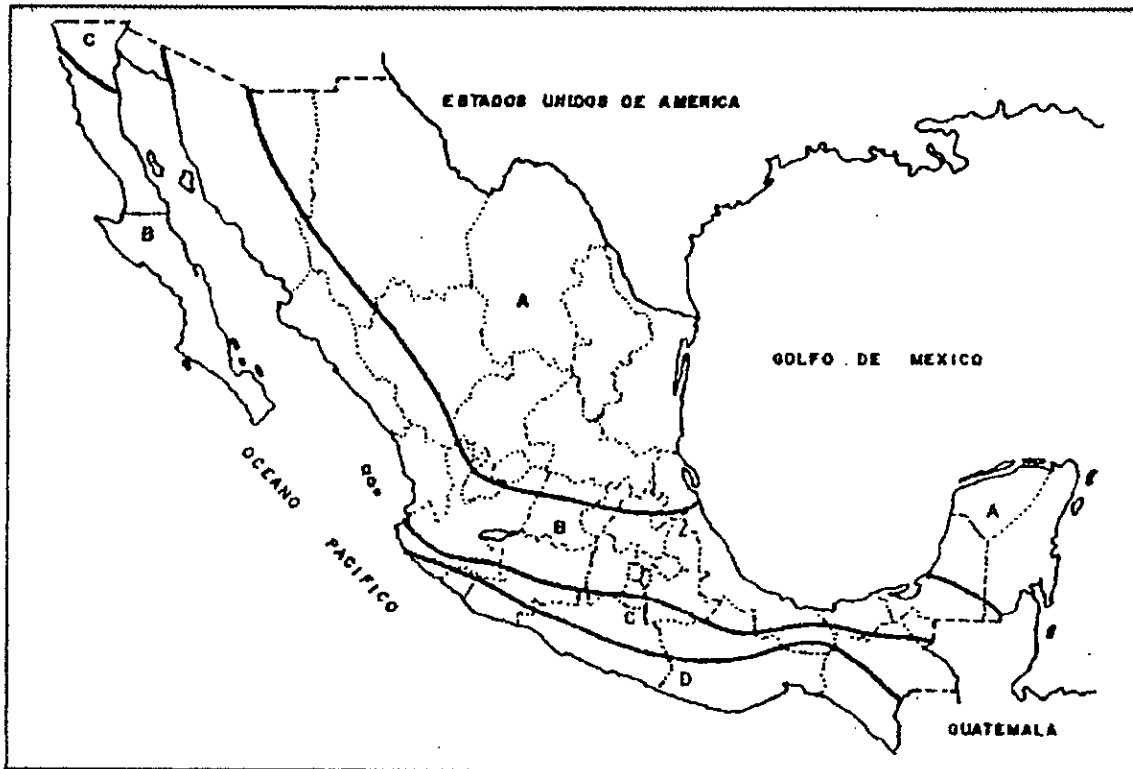 C
ESTADOS UNIDOS DE AMERICA
B
A
GOLFO DE MEXICO
OCEANO
PACIFICO
B
A
C
D
GUATEMALA